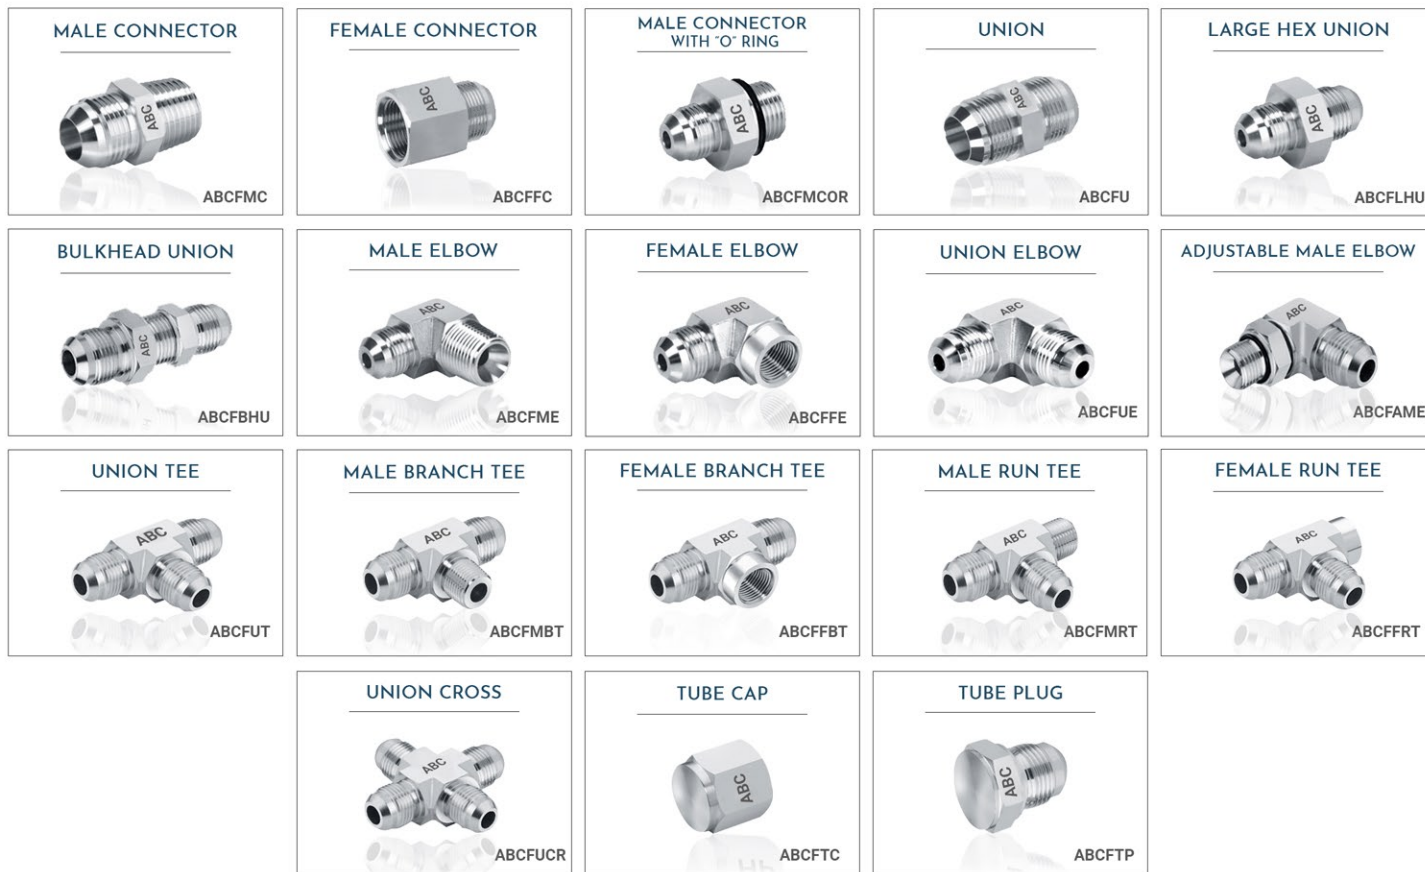 MALE CONNECTOR
ABC
ABCFMC
FEMALE CONNECTOR
ABC
ABCFFC
MALE CONNECTOR
WITH "O" RING
ABC
ABCFMCOR
UNION
ABC
ABCFU
LARGE HEX UNION
ABC
ABCFLHU
BULKHEAD UNION
ABC
ABCFBHU
MALE ELBOW
ABC
ABCFME
FEMALE ELBOW
ABC
ABCFFE
UNION ELBOW
ABC
ABCFUE
ADJUSTABLE MALE ELBOW
ABC
ABCFAME
UNION TEE
ABC
ABCFUT
MALE BRANCH TEE
ABC
ABCFMBT
FEMALE BRANCH TEE
ABC
ABCFFBT
MALE RUN TEE
ABC
ABCFMRT
FEMALE RUN TEE
ABC
ABCFFRT
UNION CROSS
ABC
ABCFUCR
TUBE CAP
ABC
ABCFTC
TUBE PLUG
ABC
ABCFTP